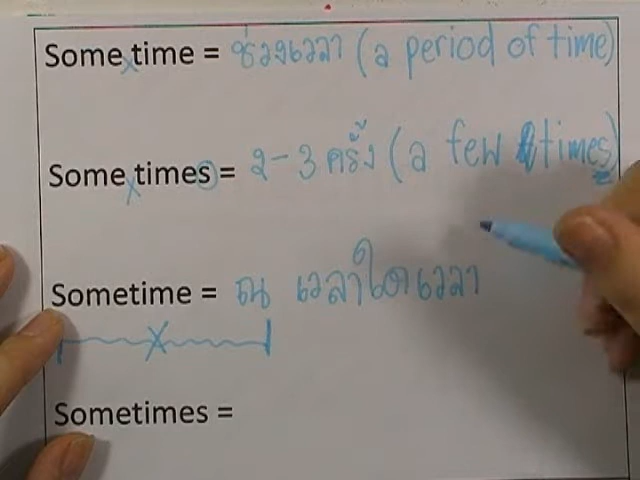 Some time = ช่วงเวลา (a period of time)
Some times = ๒-3 ครั้ง (a few times)
Sometime = ณ เวลาใดเวลา
Sometimes =